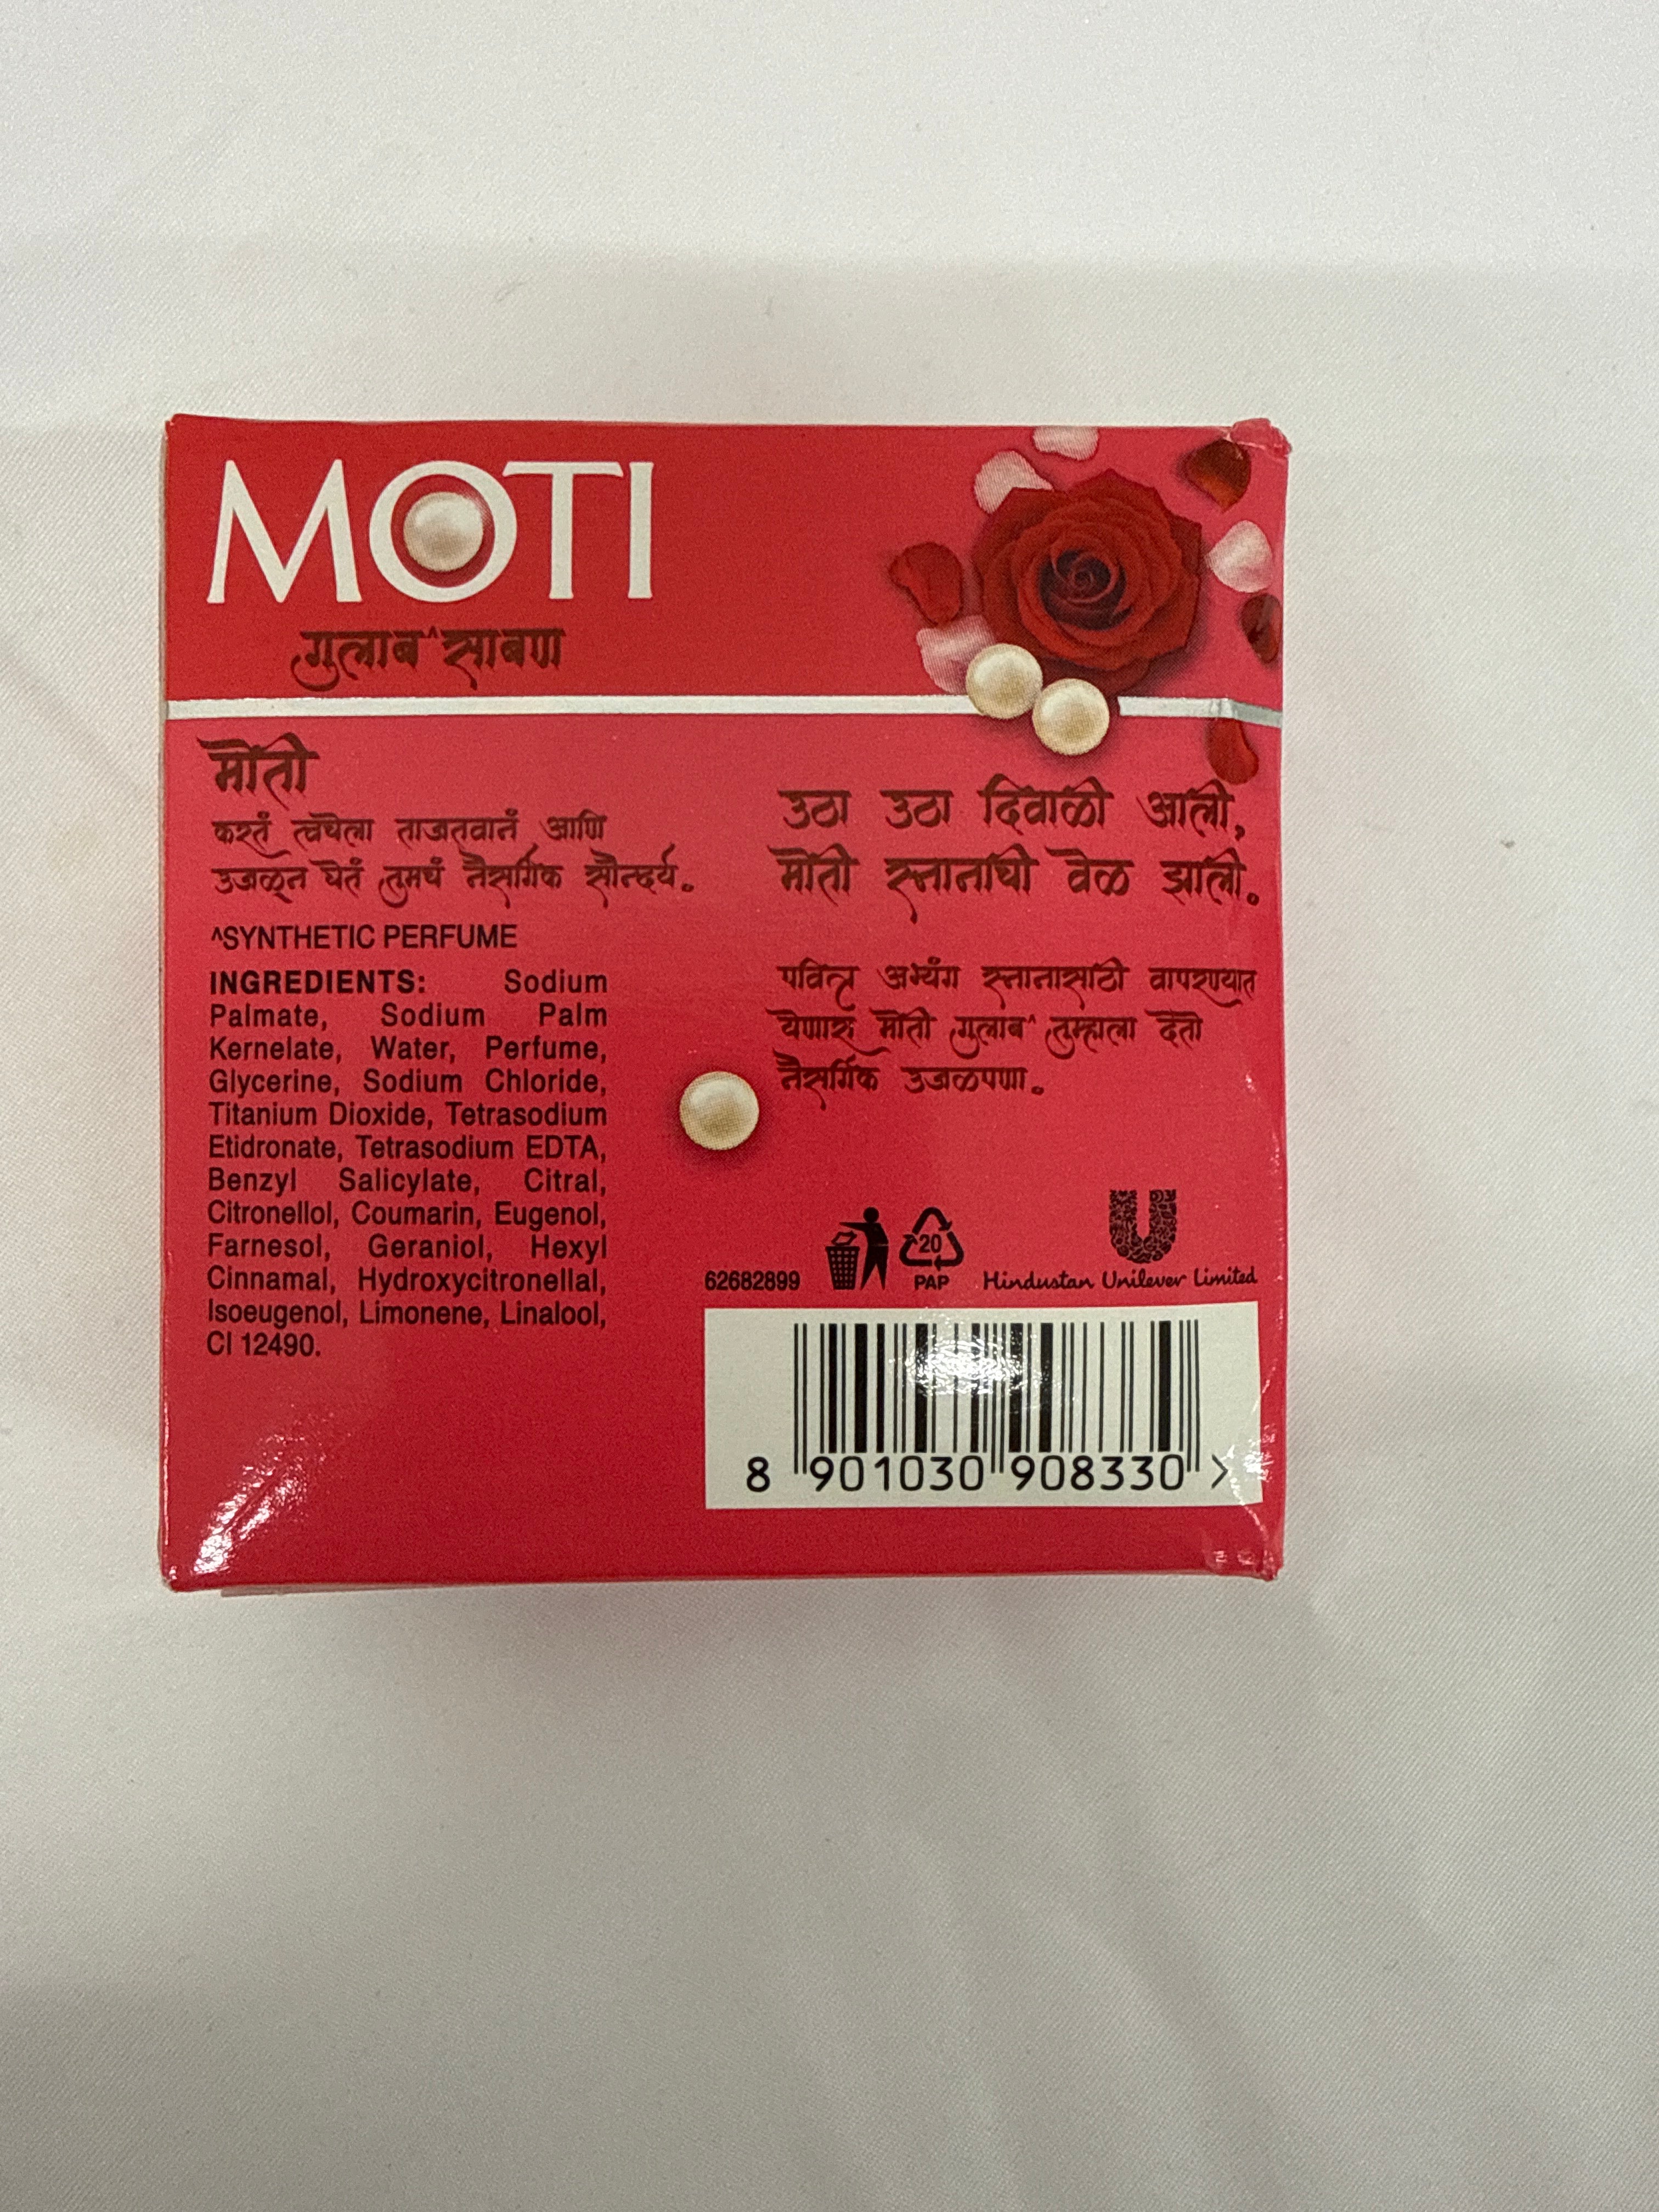 MOTI
गुलाब^साबण
मोती
करतं त्वचेला ताजतवानं आणि
उजळून येतं तुमचं नैसर्गिक सौन्दर्य.
^SYNTHETIC PERFUME
INGREDIENTS: Sodium
Palmate, Sodium Palm
Kernelate, Water, Perfume,
Glycerine, Sodium Chloride,
Titanium Dioxide, Tetrasodium
Etidronate, Tetrasodium EDTA,
Benzyl Salicylate, Citral,
Citronellol, Coumarin, Eugenol,
Farnesol, Geraniol, Hexyl
Cinnamal, Hydroxycitronellal,
Isoeugenol, Limonene, Linalool,
CI 12490.
उठा उठा दिवाळी आली,
मोती स्नानाची वेळ झाली.
पवित्र अभ्यंग स्नानासाठी वापरण्यात
येणारु मोती गुलाब^ तुम्हाला देतो
नैसर्गिक उजळपणा.
62682899
20
PAP
Hindustan Unilever Limited
8 901030 908330 >